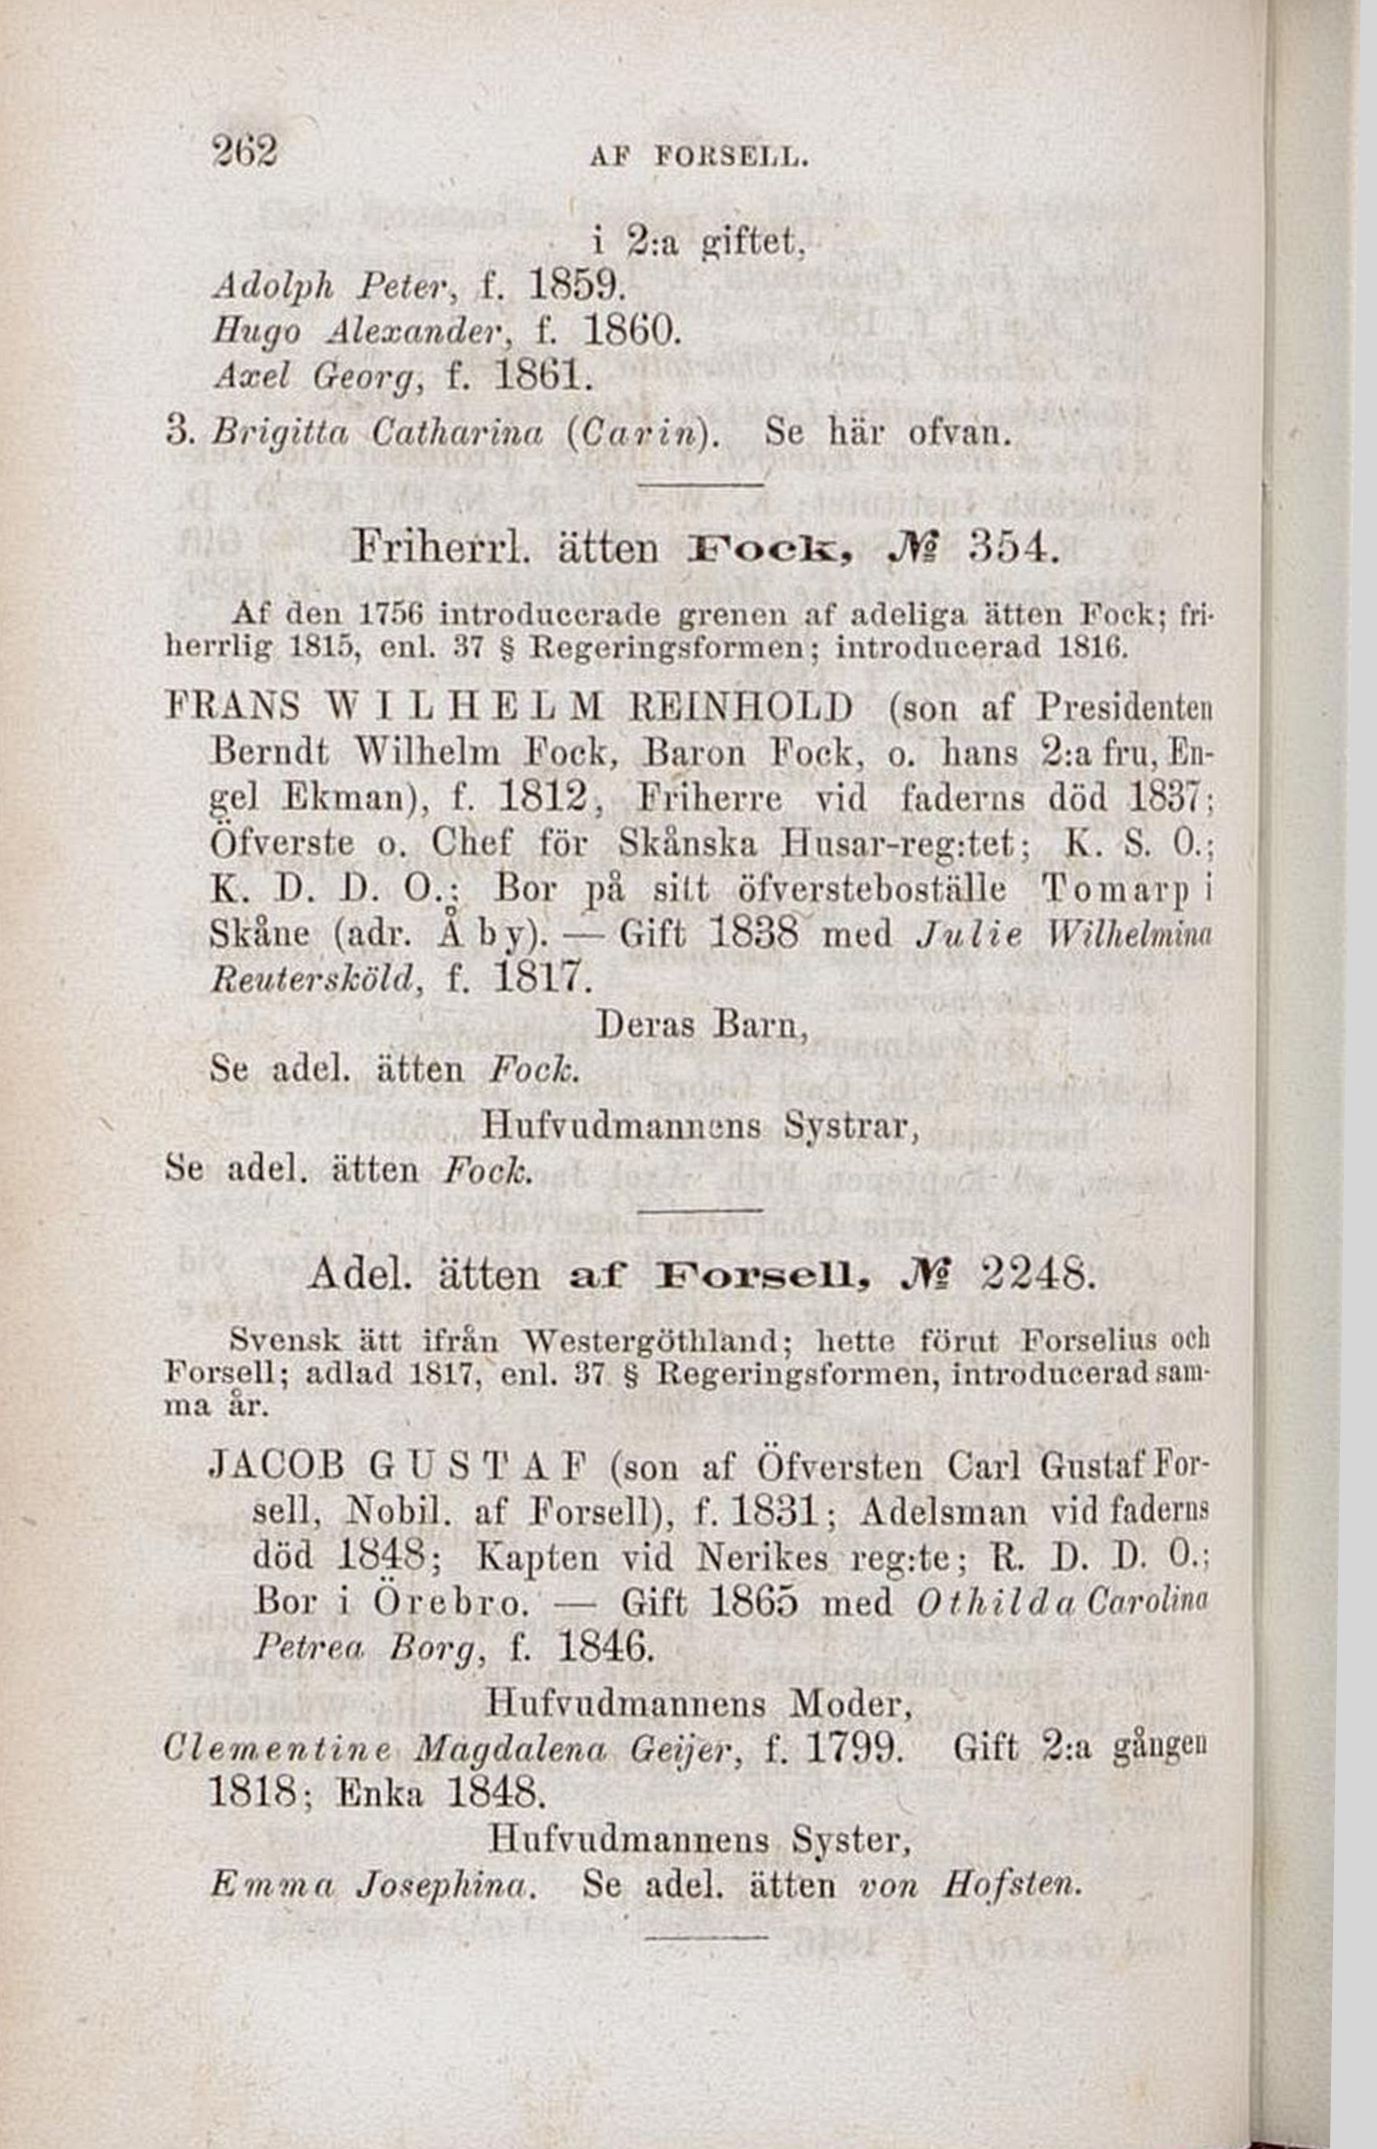 262 AF FORSELL.
i 2:a giftet,
Adolph Peter, f. 1859.
Hugo Alexander, f. 1860.
Axel Georg, f. 1861.
3. Brigitta Catharina (Carin). Se här ofvan.
Friherrl. ätten Fock, № 354.
Af den 1756 introducerade grenen af adeliga ätten Fock; fri-
herrlig 1815, enl. 37 § Regeringsformen; introducerad 1816.
FRANS WILHELM REINHOLD (son af Presidenten
Berndt Wilhelm Fock, Baron Fock, o. hans 2:a fru, En-
gel Ekman), f. 1812, Friherre vid faderns död 1837;
Öfverste o. Chef för Skånska Husar-reg:tet; K. S. O.;
K. D. D. O.; Bor på sitt öfversteboställe Tomarp i
Skåne (adr. Åby). — Gift 1838 med Julie Wilhelmina
Reutersköld, f. 1817.
Deras Barn,
Se adel. ätten Fock.
Hufvudmannens Systrar,
Se adel. ätten Fock.
Adel. ätten af Forsell, № 2248.
Svensk ätt ifrån Westergöthland; hette förut Forselius och
Forsell; adlad 1817, enl. 37 § Regeringsformen, introducerad sam-
ma år.
JACOB GUSTAF (son af Öfversten Carl Gustaf For-
sell, Nobil. af Forsell), f. 1831; Adelsman vid faderns
död 1848; Kapten vid Nerikes reg:te; R. D. D. O.;
Bor i Örebro. — Gift 1865 med Othilda Carolina
Petrea Borg, f. 1846.
Hufvudmannens Moder,
Clementine Magdalena Geijer, f. 1799. Gift 2:a gången
1818; Enka 1848.
Hufvudmannens Syster,
Emma Josephina. Se adel. ätten von Hofsten.